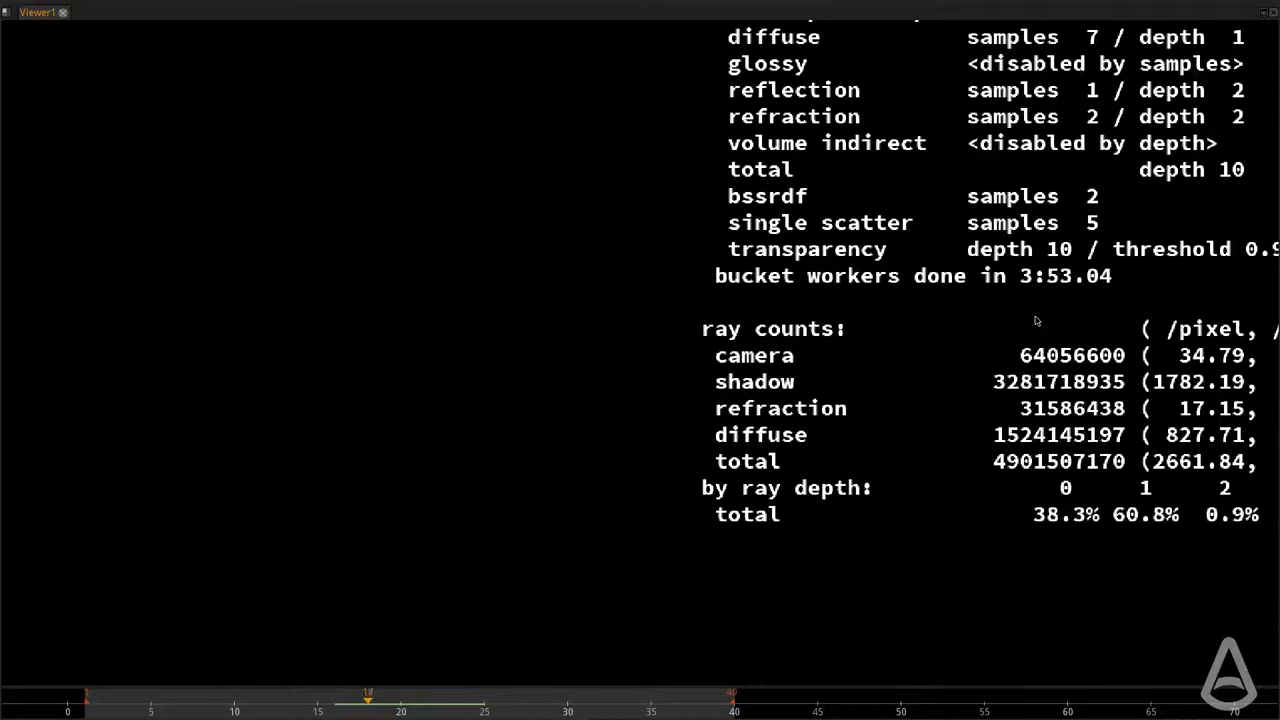 Viewer1
diffuse samples 7 / depth 1
glossy <disabled by samples>
reflection samples 1 / depth 2
refraction samples 2 / depth 2
volume indirect <disabled by depth>
total depth 10
bssrdf samples 2
single scatter samples 5
transparency depth 10 / threshold 0.9
bucket workers done in 3:53.04
ray counts: ( /pixel, /
camera 64056600 ( 34.79,
shadow 3281718935 (1782.19,
refraction 31586438 ( 17.15,
diffuse 1524145197 ( 827.71,
total 4901507170 (2661.84,
by ray depth: 0 1 2
total 38.3% 60.8% 0.9%
1 18 40
0 5 10 15 20 25 30 35 40 45 50 55 60 65 70